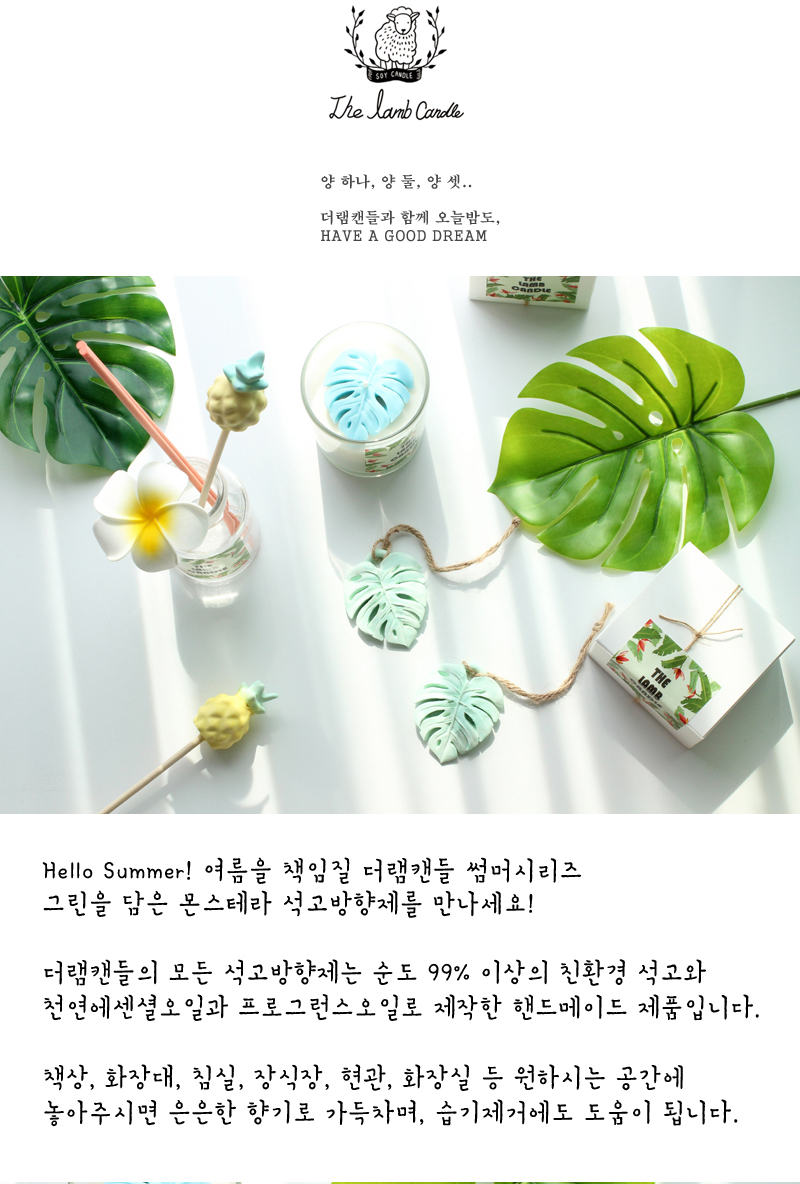 SOY CANDLE
The lamb Candle
양 하나, 양 둘, 양 셋..
더램캔들과 함께 오늘밤도,
HAVE A GOOD DREAM
THE
LAMB
CANDLE
THE
LAMB
Hello Summer! 여름을 책임질 더램캔들 썸머시리즈
그린을 담은 몬스테라 석고방향제를 만나세요!
더램캔들의 모든 석고방향제는 순도 99% 이상의 친환경 석고와
천연에센셜오일과 프로그런스오일로 제작한 핸드메이드 제품입니다.
책상, 화장대, 침실, 장식장, 현관, 화장실 등 원하시는 공간에
놓아주시면 은은한 향기로 가득차며, 습기제거에도 도움이 됩니다.